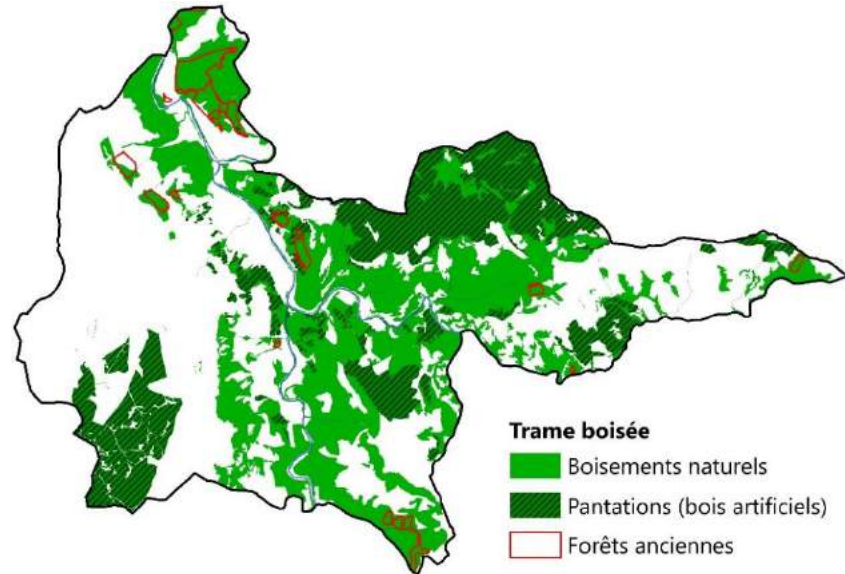 Trame boisée
Boisements naturels
Pantations (bois artificiels)
Forêts anciennes